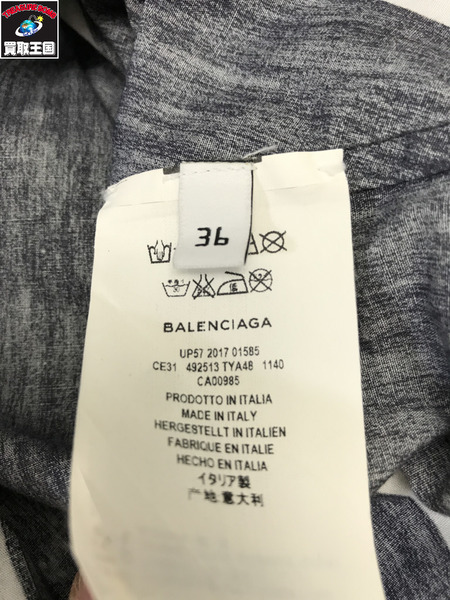 買取王国
36
BALENCIAGA
UP57 2017 01585
CE31 492513 TYA48 1140
CA00985
PRODOTTO IN ITALIA
MADE IN ITALY
HERGESTELLT IN ITALIEN
FABRIQUE EN ITALIE
HECHO EN ITALIA
イタリア製
产地:意大利